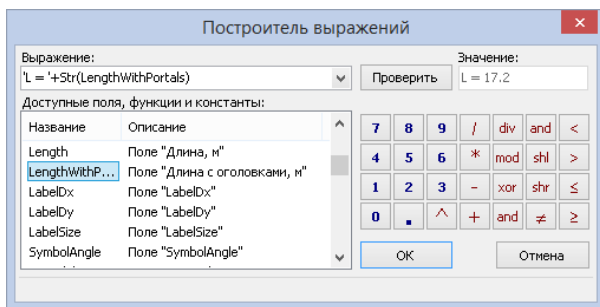 Построитель выражений
×
Выражение: Значение:
'L = '+Str(LengthWithPortals) Проверить L = 17.2
Доступные поля, функции и константы:
Название Описание
Length Поле "Длина, м"
LengthWithP... Поле "Длина с оголовками, м"
LabelDx Поле "LabelDx"
LabelDy Поле "LabelDy"
LabelSize Поле "LabelSize"
SymbolAngle Поле "SymbolAngle"
7 8 9 / div and <
4 5 6 * mod shl >
1 2 3 - xor shr ≤
0 . ^ + and ≠ ≥
ОК Отмена